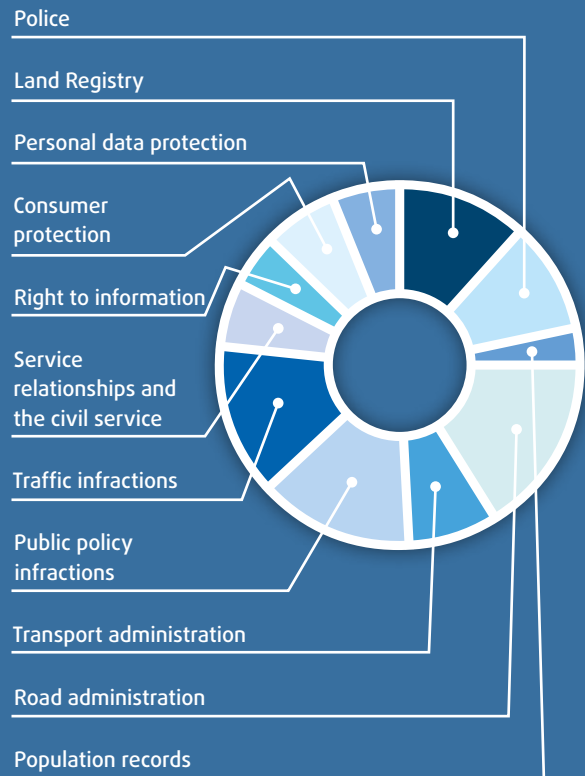 Police
Land Registry
Personal data protection
Consumer
protection
Right to information
Service
relationships and
the civil service
Traffic infractions
Public policy
infractions
Transport administration
Road administration
Population records